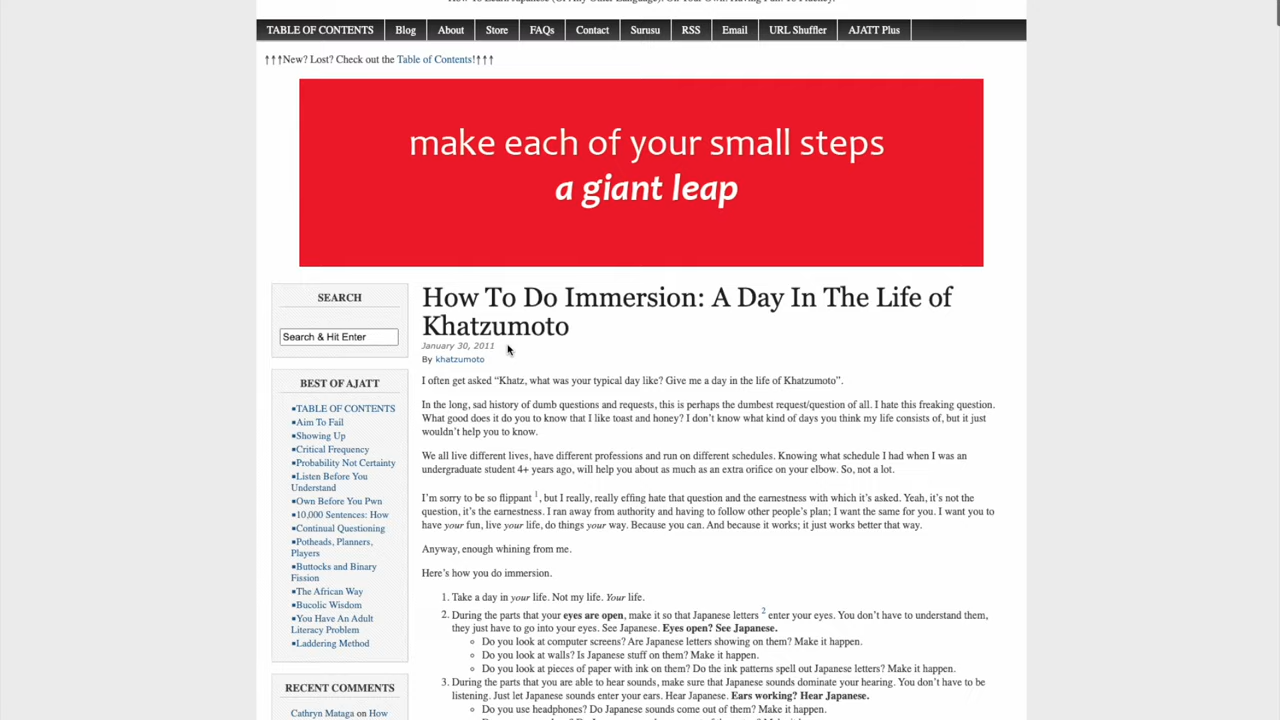 How To Learn Japanese (Or Any Other Language). On Your Own. Having Fun. To Fluency.
TABLE OF CONTENTS Blog About Store FAQs Contact Surusu RSS Email URL Shuffler AJATT Plus
↑↑↑New? Lost? Check out the Table of Contents!↑↑↑
make each of your small steps
a giant leap
SEARCH
Search & Hit Enter
BEST OF AJATT
▪TABLE OF CONTENTS
▪Aim To Fail
▪Showing Up
▪Critical Frequency
▪Probability Not Certainty
▪Listen Before You
Understand
▪Own Before You Pwn
▪10,000 Sentences: How
▪Continual Questioning
▪Potheads, Planners,
Players
▪Buttocks and Binary
Fission
▪The African Way
▪Bucolic Wisdom
▪You Have An Adult
Literacy Problem
▪Laddering Method
RECENT COMMENTS
Cathryn Mataga on How
How To Do Immersion: A Day In The Life of
Khatzumoto
January 30, 2011
By khatzumoto
I often get asked “Khatz, what was your typical day like? Give me a day in the life of Khatzumoto”.
In the long, sad history of dumb questions and requests, this is perhaps the dumbest request/question of all. I hate this freaking question.
What good does it do you to know that I like toast and honey? I don’t know what kind of days you think my life consists of, but it just
wouldn’t help you to know.
We all live different lives, have different professions and run on different schedules. Knowing what schedule I had when I was an
undergraduate student 4+ years ago, will help you about as much as an extra orifice on your elbow. So, not a lot.
I’m sorry to be so flippant 1, but I really, really effing hate that question and the earnestness with which it’s asked. Yeah, it’s not the
question, it’s the earnestness. I ran away from authority and having to follow other people’s plan; I want the same for you. I want you to
have your fun, live your life, do things your way. Because you can. And because it works; it just works better that way.
Anyway, enough whining from me.
Here’s how you do immersion.
1. Take a day in your life. Not my life. Your life.
2. During the parts that your eyes are open, make it so that Japanese letters 2 enter your eyes. You don’t have to understand them,
they just have to go into your eyes. See Japanese. Eyes open? See Japanese.
Do you look at computer screens? Are Japanese letters showing on them? Make it happen.
Do you look at walls? Is Japanese stuff on them? Make it happen.
Do you look at pieces of paper with ink on them? Do the ink patterns spell out Japanese letters? Make it happen.
3. During the parts that you are able to hear sounds, make sure that Japanese sounds dominate your hearing. You don’t have to be
listening. Just let Japanese sounds enter your ears. Hear Japanese. Ears working? Hear Japanese.
Do you use headphones? Do Japanese sounds come out of them? Make it happen.